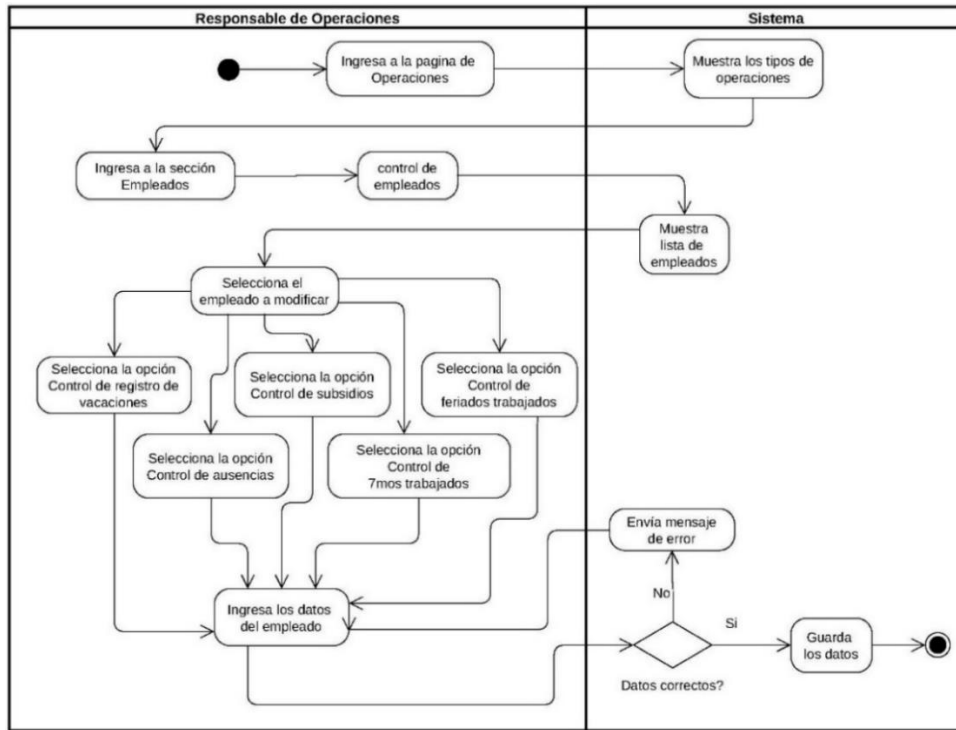 Responsable de Operaciones
Sistema
Ingresa a la pagina de
Operaciones
Muestra los tipos de
operaciones
Ingresa a la sección
Empleados
control de
empleados
Muestra
lista de
empleados
Selecciona el
empleado a modificar
Selecciona la opción
Control de registro de
vacaciones
Selecciona la opción
Control de subsidios
Selecciona la opción
Control de
feriados trabajados
Selecciona la opción
Control de ausencias
Selecciona la opción
Control de
7mos trabajados
Envía mensaje
de error
No
Ingresa los datos
del empleado
Si
Guarda
los datos
Datos correctos?